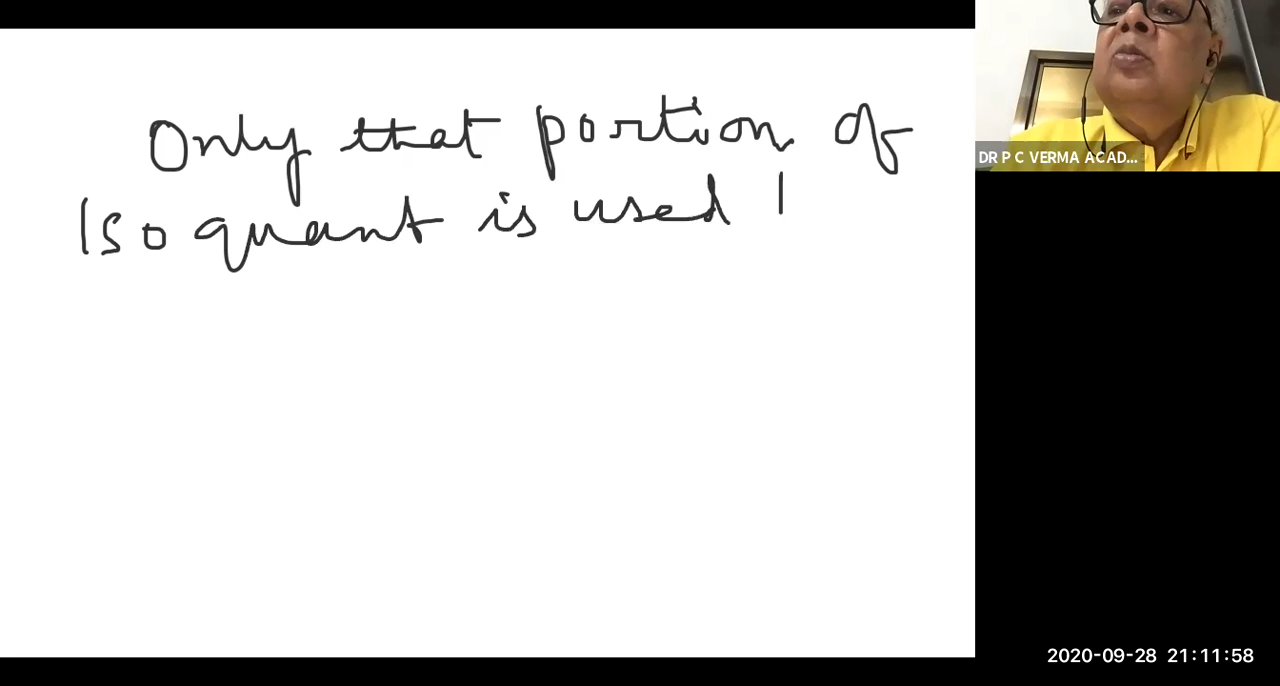 Only that portion of
Isoquant is used
DR P C VERMA ACAD...
2020-09-28 21:11:58